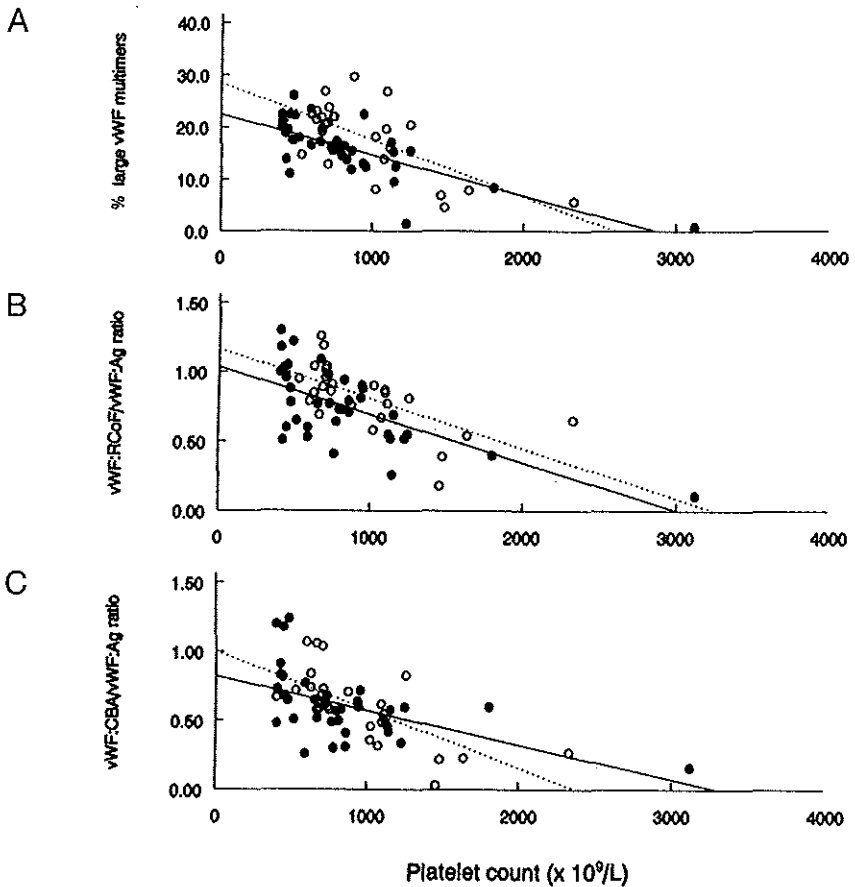 A
% large vWF multimers
40.0
30.0
20.0
10.0
0.0
0 1000 2000 3000 4000
B
vWF:RCoF/vWF:Ag ratio
1.50
1.00
0.50
0.00
0 1000 2000 3000 4000
C
vWF:CBA/vWF:Ag ratio
1.50
1.00
0.50
0.00
0 1000 2000 3000 4000
Platelet count (x 10⁹/L)